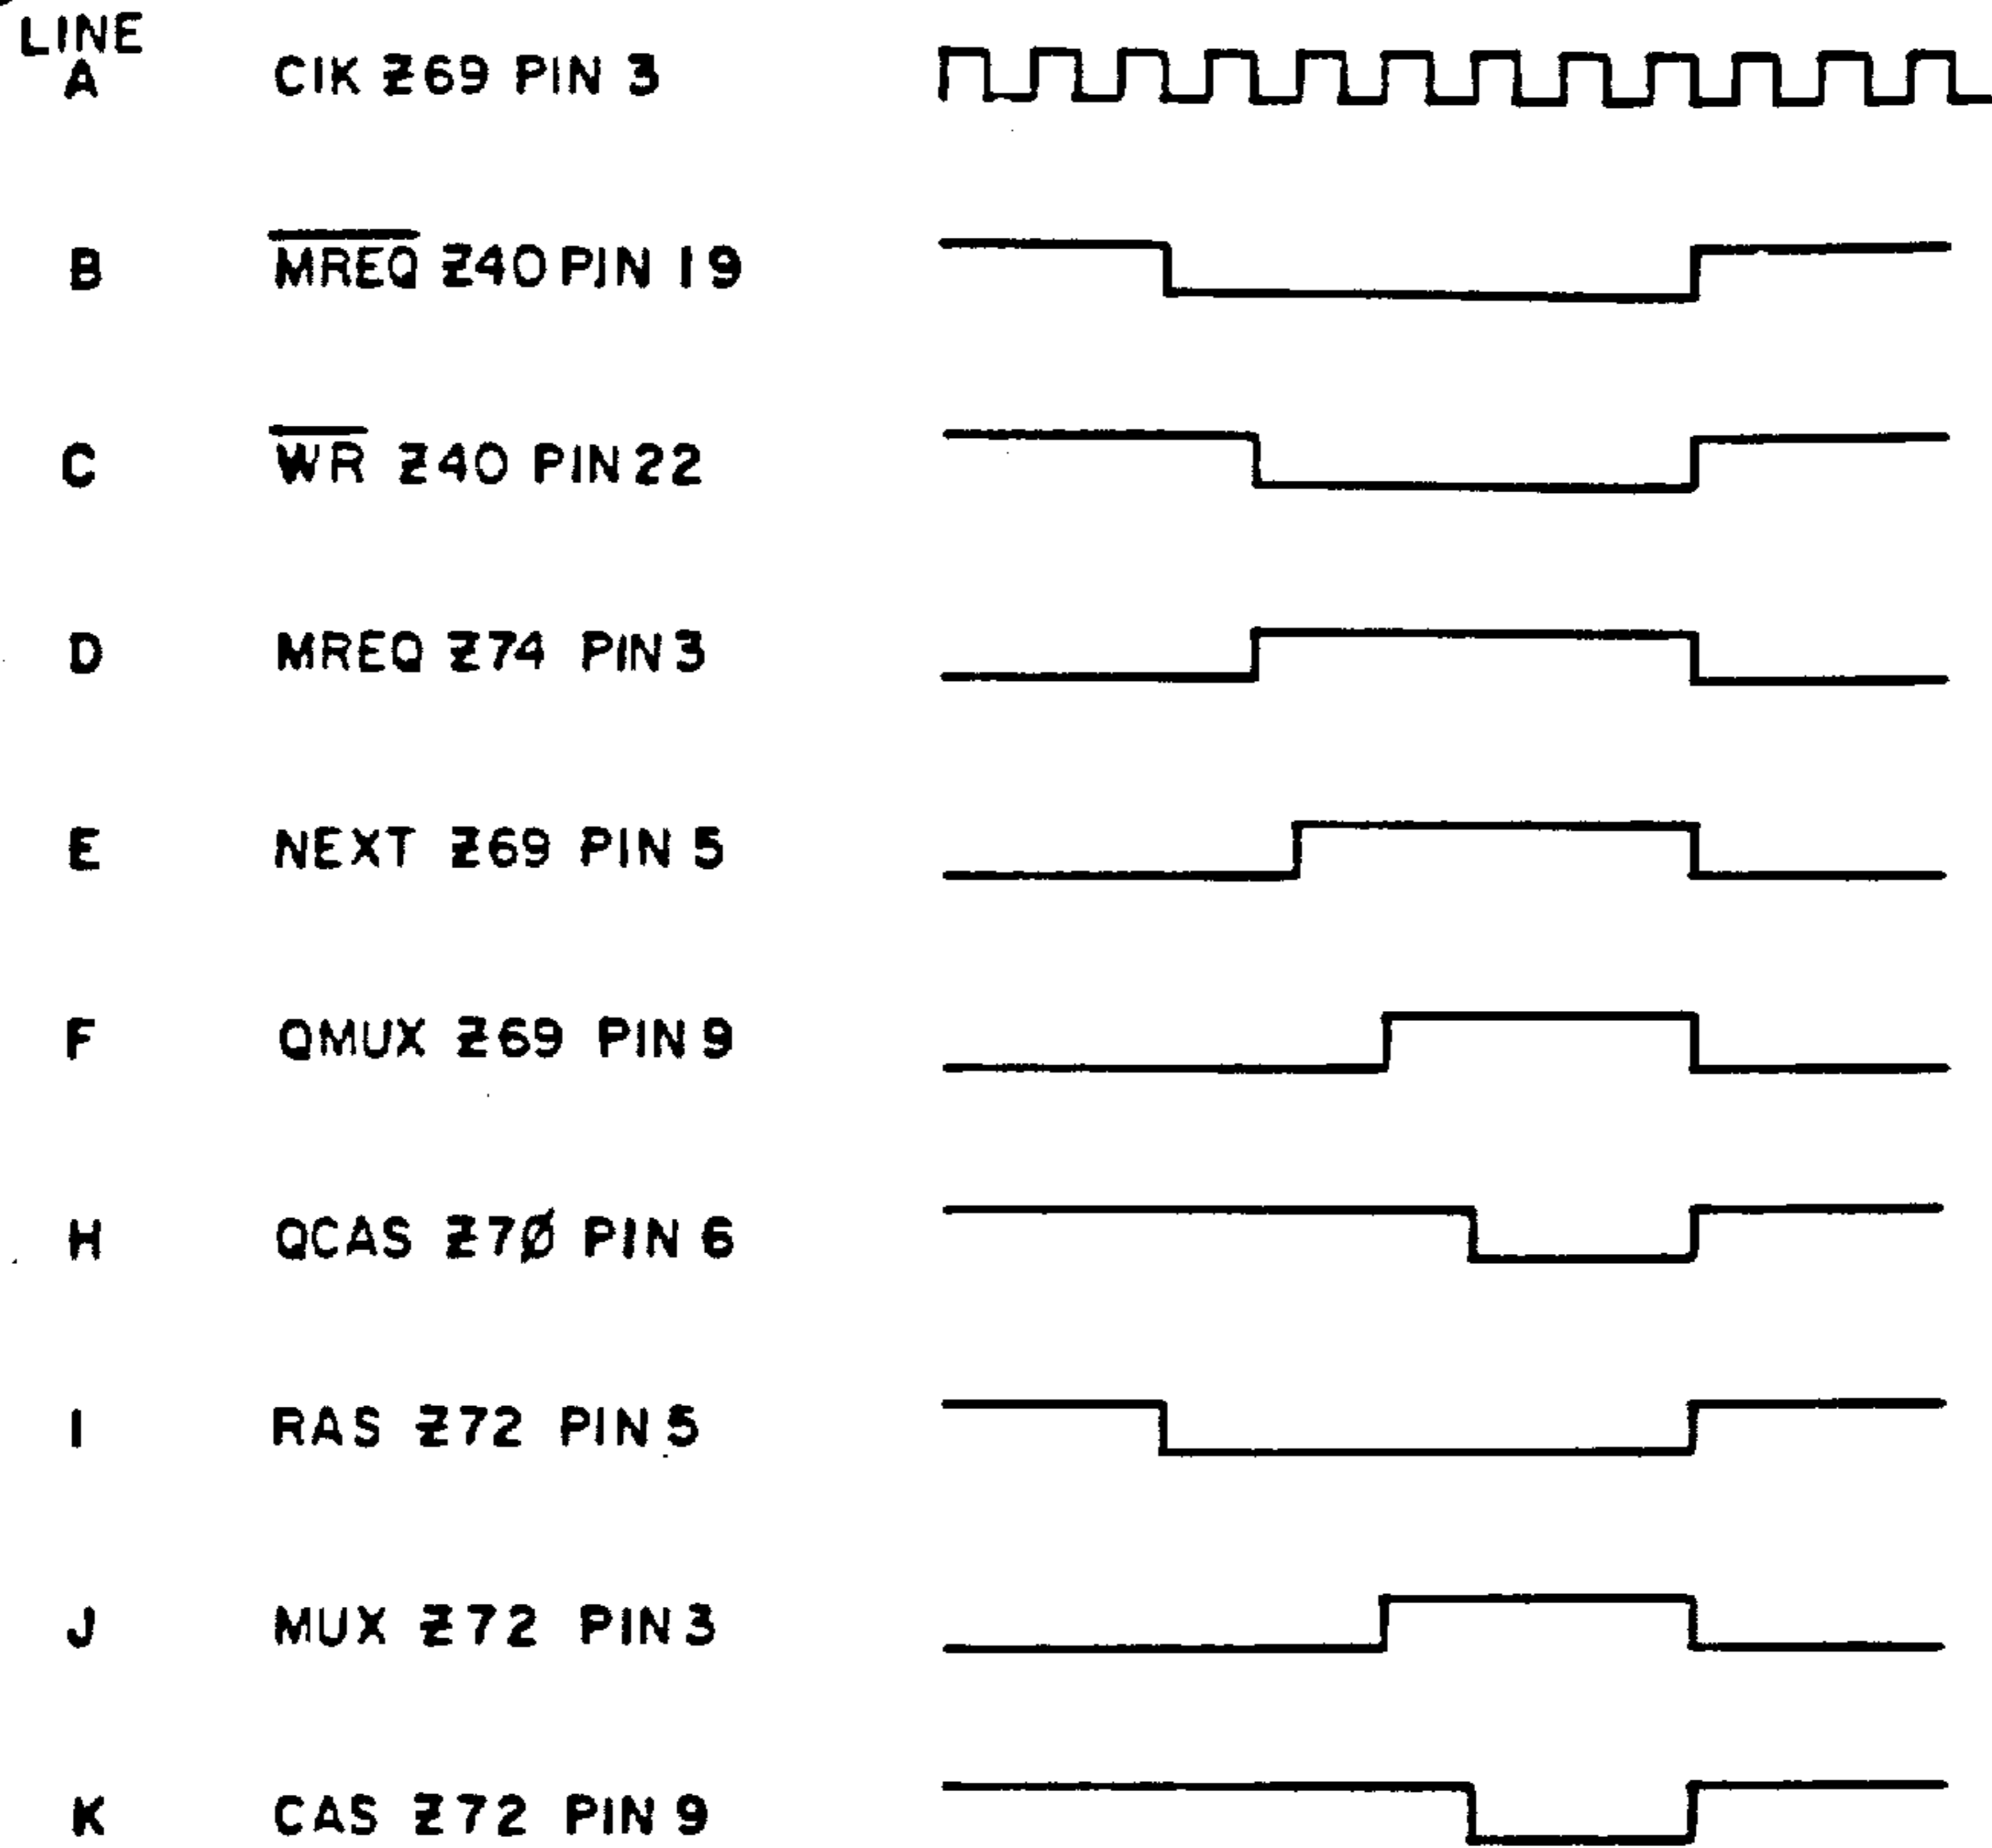 LINE
A CIK Z69 PIN 3
B MREQ Z40 PIN 19
C WR Z40 PIN 22
D MREQ Z74 PIN 3
E NEXT Z69 PIN 5
F QMUX Z69 PIN 9
H QCAS Z7Ø PIN 6
I RAS Z72 PIN 5
J MUX Z72 PIN 3
K CAS Z72 PIN 9